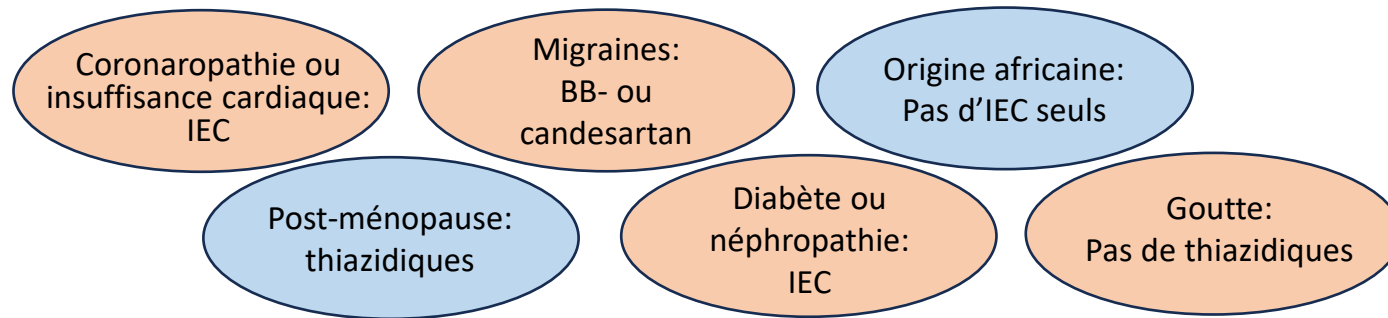 Coronaropathie ou
insuffisance cardiaque:
IEC
Migraines:
BB- ou
candesartan
Origine africaine:
Pas d’IEC seuls
Post-ménopause:
thiazidiques
Diabète ou
néphropathie:
IEC
Goutte:
Pas de thiazidiques